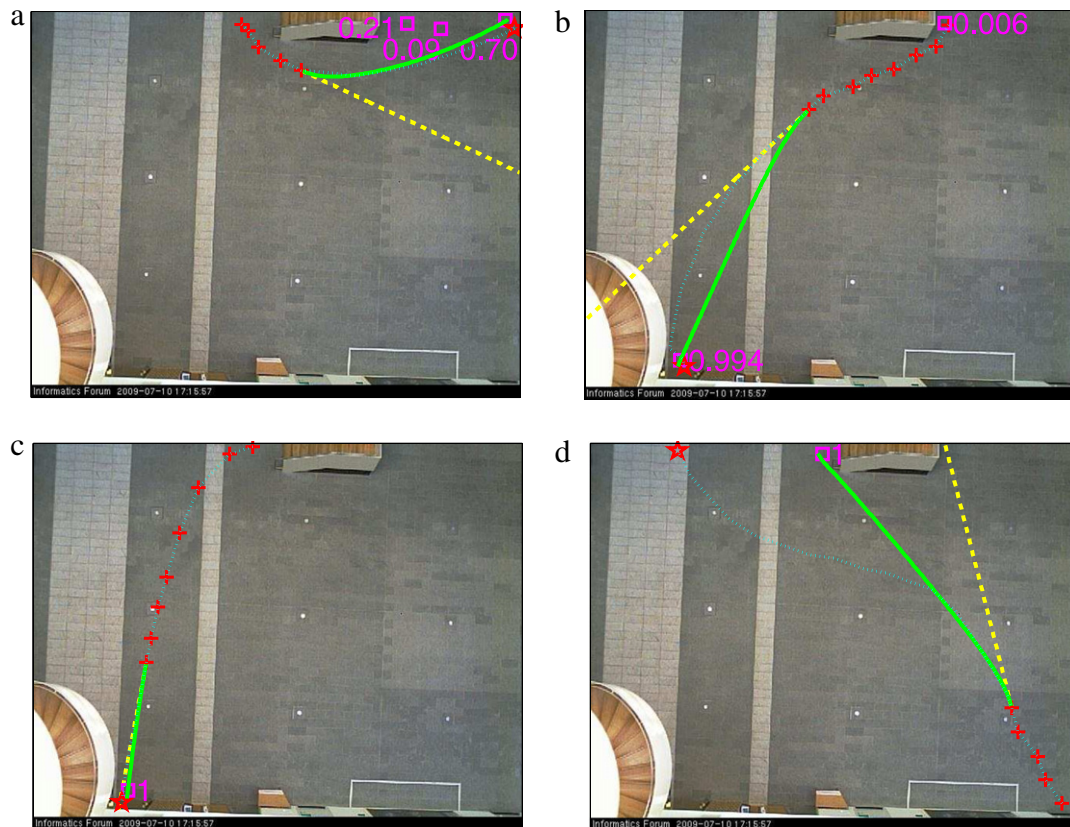 a
0.21
0.09 0.70
Informatics Forum 2009-07-10 17:15:57
b
0.006
0.994
Informatics Forum 2009-07-10 17:15:57
c
1
Informatics Forum 2009-07-10 17:15:57
d
1
Informatics Forum 2009-07-10 17:15:57